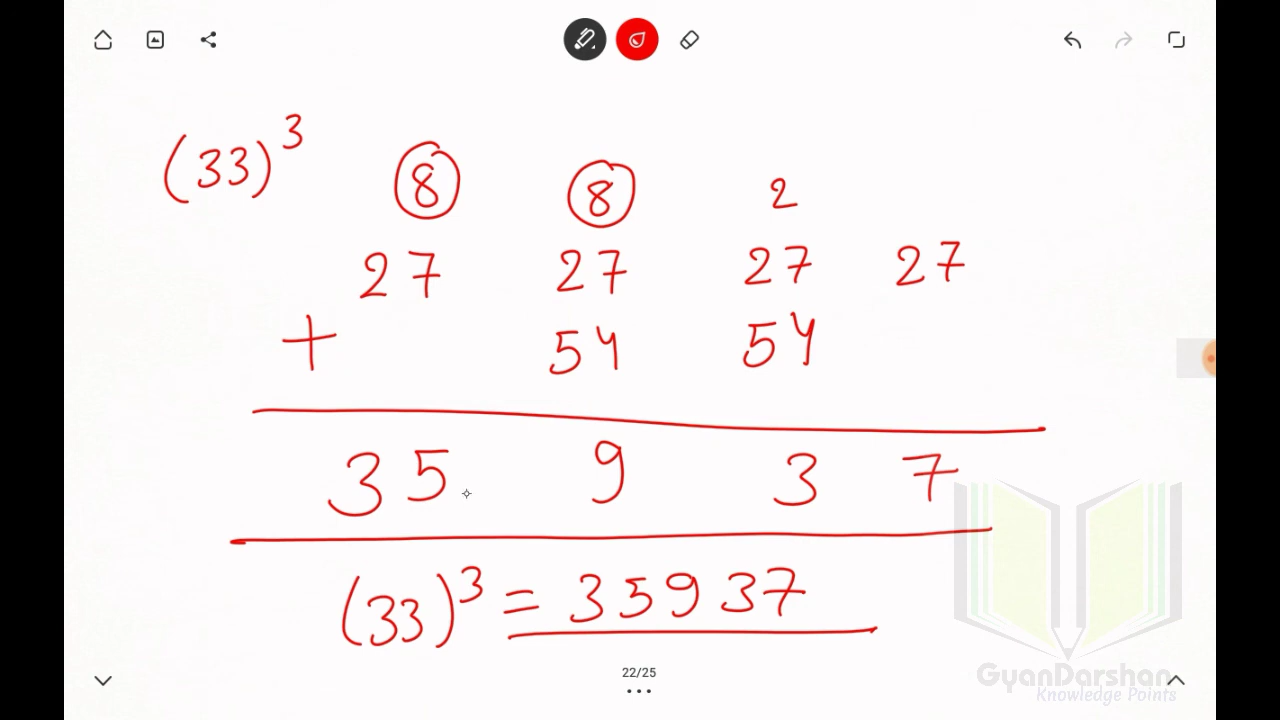 (33)³
8 8 2
27 27 27 27
+ 54 54
35 9 3 7
(33)³ = 35937
22/25
GyanDarshan
Knowledge Points